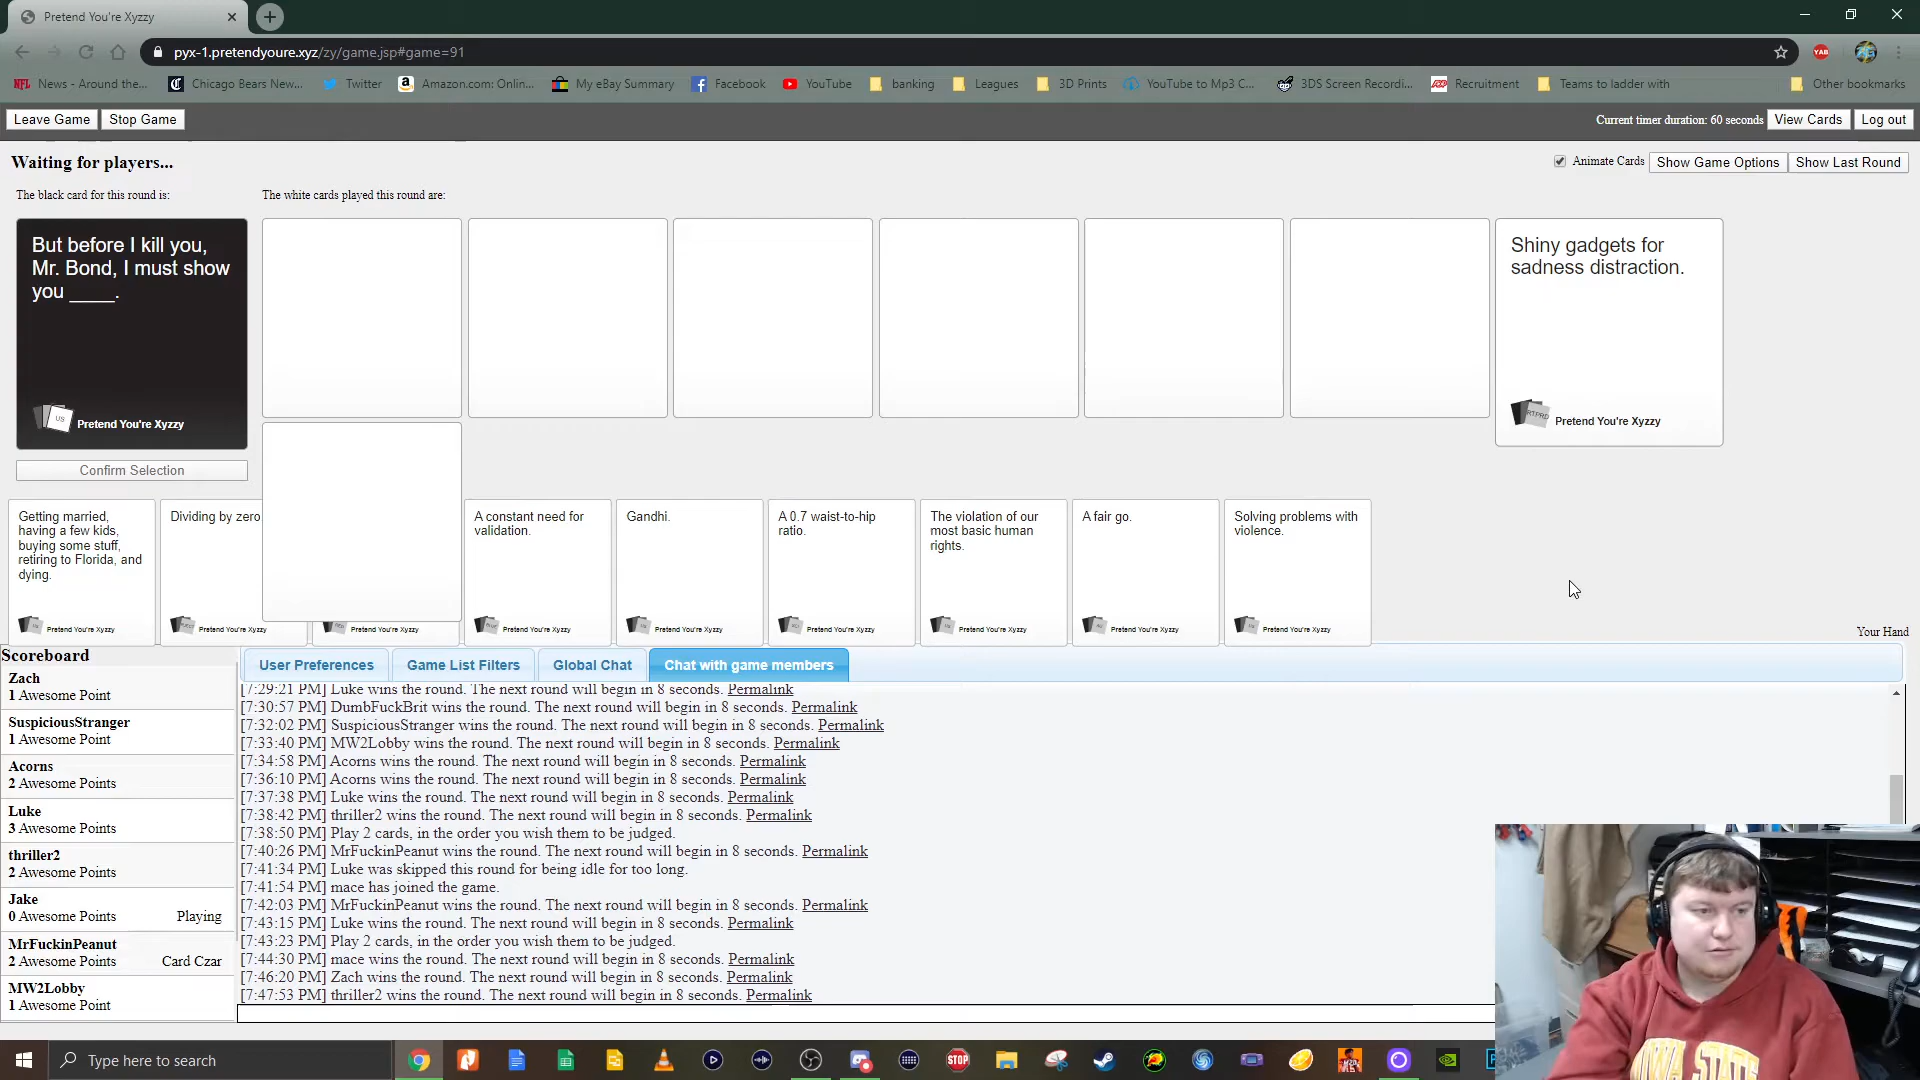 Pretend You're Xyzzy
pyx-1.pretendyoure.xyz/zy/game.jsp#game=91
News - Around the...
Chicago Bears New...
Twitter
Amazon.com: Onlin...
My eBay Summary
Facebook
YouTube
banking
Leagues
3D Prints
YouTube to Mp3 C...
3DS Screen Recordi...
Recruitment
Teams to ladder with
Other bookmarks
Leave Game
Stop Game
Current timer duration: 60 seconds
View Cards
Log out
Waiting for players...
Animate Cards
Show Game Options
Show Last Round
The black card for this round is:
The white cards played this round are:
But before I kill you,
Mr. Bond, I must show
you ____.
US
Pretend You're Xyzzy
Shiny gadgets for
sadness distraction.
RTPRD
Pretend You're Xyzzy
Confirm Selection
Getting married,
having a few kids,
buying some stuff,
retiring to Florida, and
dying.
Pretend You're Xyzzy
Dividing by zero
Pretend You're Xyzzy
Pretend You're Xyzzy
A constant need for
validation.
Pretend You're Xyzzy
Gandhi.
Pretend You're Xyzzy
A 0.7 waist-to-hip
ratio.
Pretend You're Xyzzy
The violation of our
most basic human
rights.
Pretend You're Xyzzy
A fair go.
Pretend You're Xyzzy
Solving problems with
violence.
Pretend You're Xyzzy
Your Hand
Scoreboard
Zach
1 Awesome Point
SuspiciousStranger
1 Awesome Point
Acorns
2 Awesome Points
Luke
3 Awesome Points
thriller2
2 Awesome Points
Jake
0 Awesome Points Playing
MrFuckinPeanut
2 Awesome Points Card Czar
MW2Lobby
1 Awesome Point
User Preferences
Game List Filters
Global Chat
Chat with game members
[7:29:21 PM] Luke wins the round. The next round will begin in 8 seconds. Permalink
[7:30:57 PM] DumbFuckBrit wins the round. The next round will begin in 8 seconds. Permalink
[7:32:02 PM] SuspiciousStranger wins the round. The next round will begin in 8 seconds. Permalink
[7:33:40 PM] MW2Lobby wins the round. The next round will begin in 8 seconds. Permalink
[7:34:58 PM] Acorns wins the round. The next round will begin in 8 seconds. Permalink
[7:36:10 PM] Acorns wins the round. The next round will begin in 8 seconds. Permalink
[7:37:38 PM] Luke wins the round. The next round will begin in 8 seconds. Permalink
[7:38:42 PM] thriller2 wins the round. The next round will begin in 8 seconds. Permalink
[7:38:50 PM] Play 2 cards, in the order you wish them to be judged.
[7:40:26 PM] MrFuckinPeanut wins the round. The next round will begin in 8 seconds. Permalink
[7:41:34 PM] Luke was skipped this round for being idle for too long.
[7:41:54 PM] mace has joined the game.
[7:42:03 PM] MrFuckinPeanut wins the round. The next round will begin in 8 seconds. Permalink
[7:43:15 PM] Luke wins the round. The next round will begin in 8 seconds. Permalink
[7:43:23 PM] Play 2 cards, in the order you wish them to be judged.
[7:44:30 PM] mace wins the round. The next round will begin in 8 seconds. Permalink
[7:46:20 PM] Zach wins the round. The next round will begin in 8 seconds. Permalink
[7:47:53 PM] thriller2 wins the round. The next round will begin in 8 seconds. Permalink
IOWA STATE
Type here to search
STOP